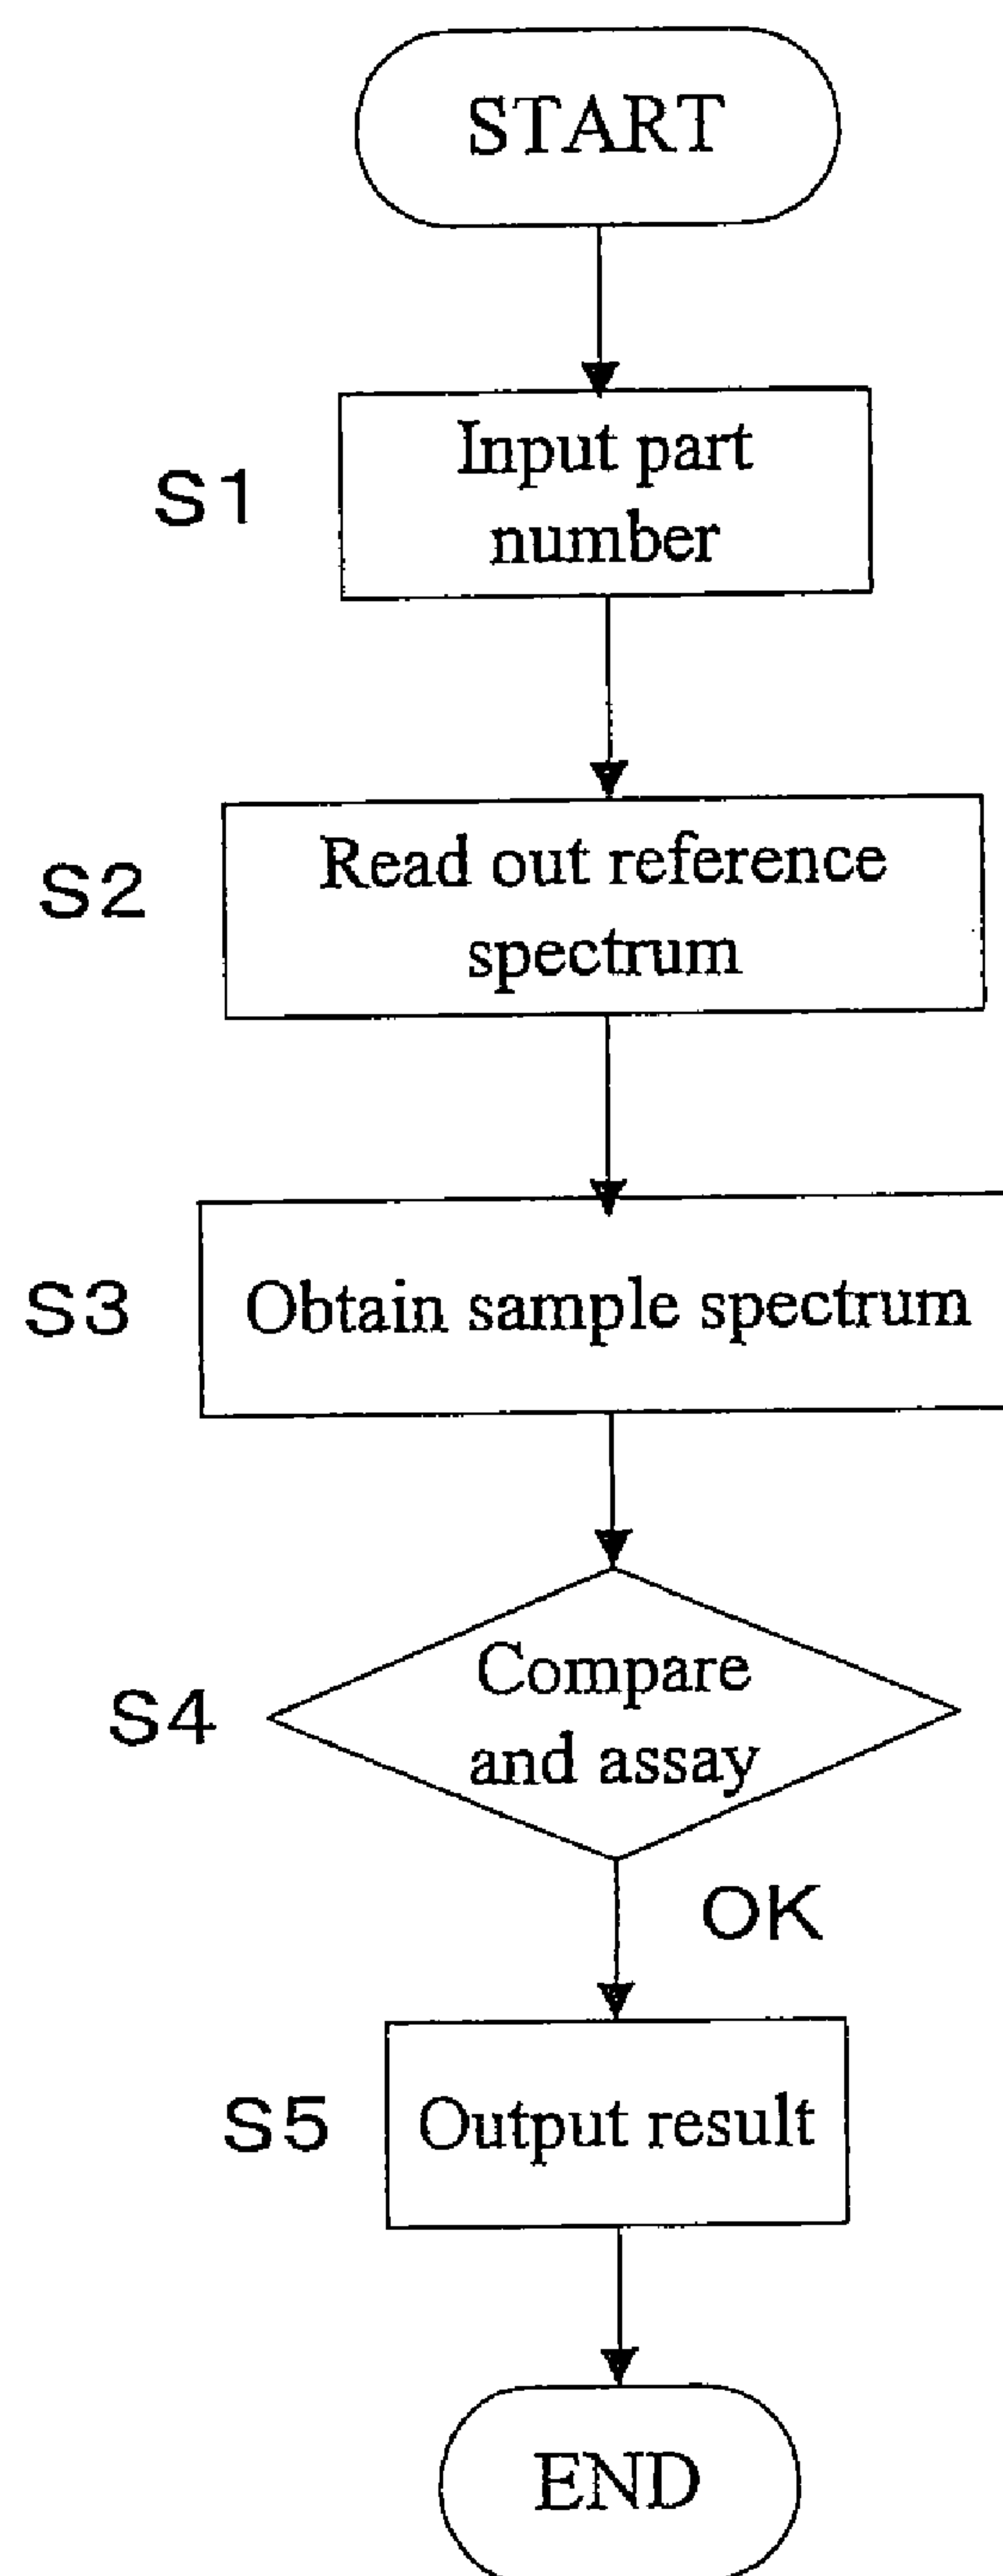 START
S1
Input part
number
S2
Read out reference
spectrum
S3
Obtain sample spectrum
S4
Compare
and assay
OK
S5
Output result
END